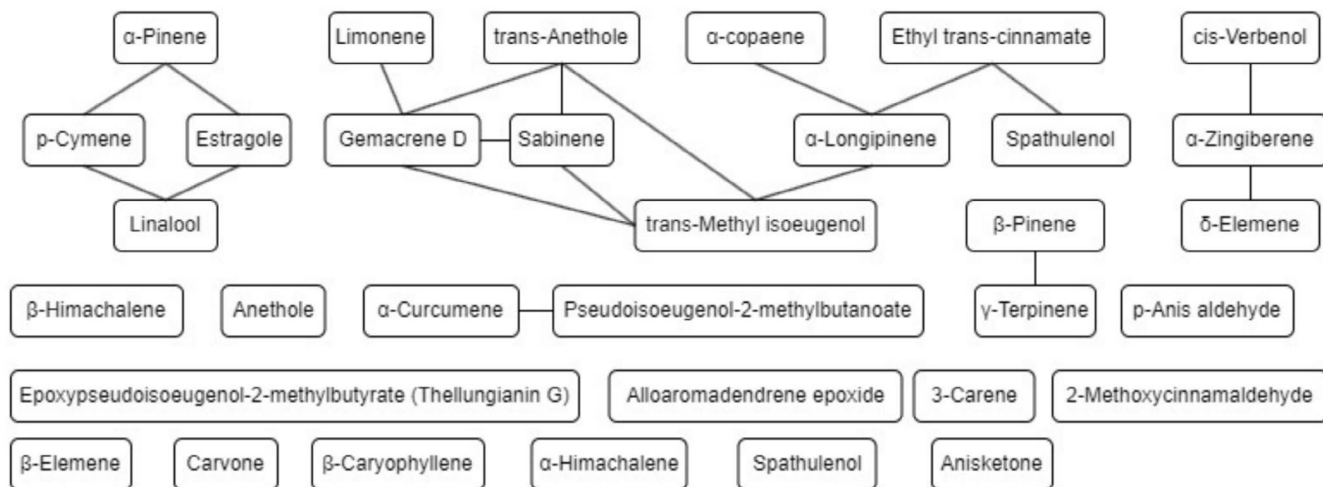 α-Pinene
Limonene
trans-Anethole
α-copaene
Ethyl trans-cinnamate
cis-Verbenol
p-Cymene
Estragole
Gemacrene D
Sabinene
α-Longipinene
Spathulenol
α-Zingiberene
Linalool
trans-Methyl isoeugenol
β-Pinene
δ-Elemene
β-Himachalene
Anethole
α-Curcumene
Pseudoisoeugenol-2-methylbutanoate
γ-Terpinene
p-Anis aldehyde
Epoxypseudoisoeugenol-2-methylbutyrate (Thellungianin G)
Alloaromadendrene epoxide
3-Carene
2-Methoxycinnamaldehyde
β-Elemene
Carvone
β-Caryophyllene
α-Himachalene
Spathulenol
Anisketone